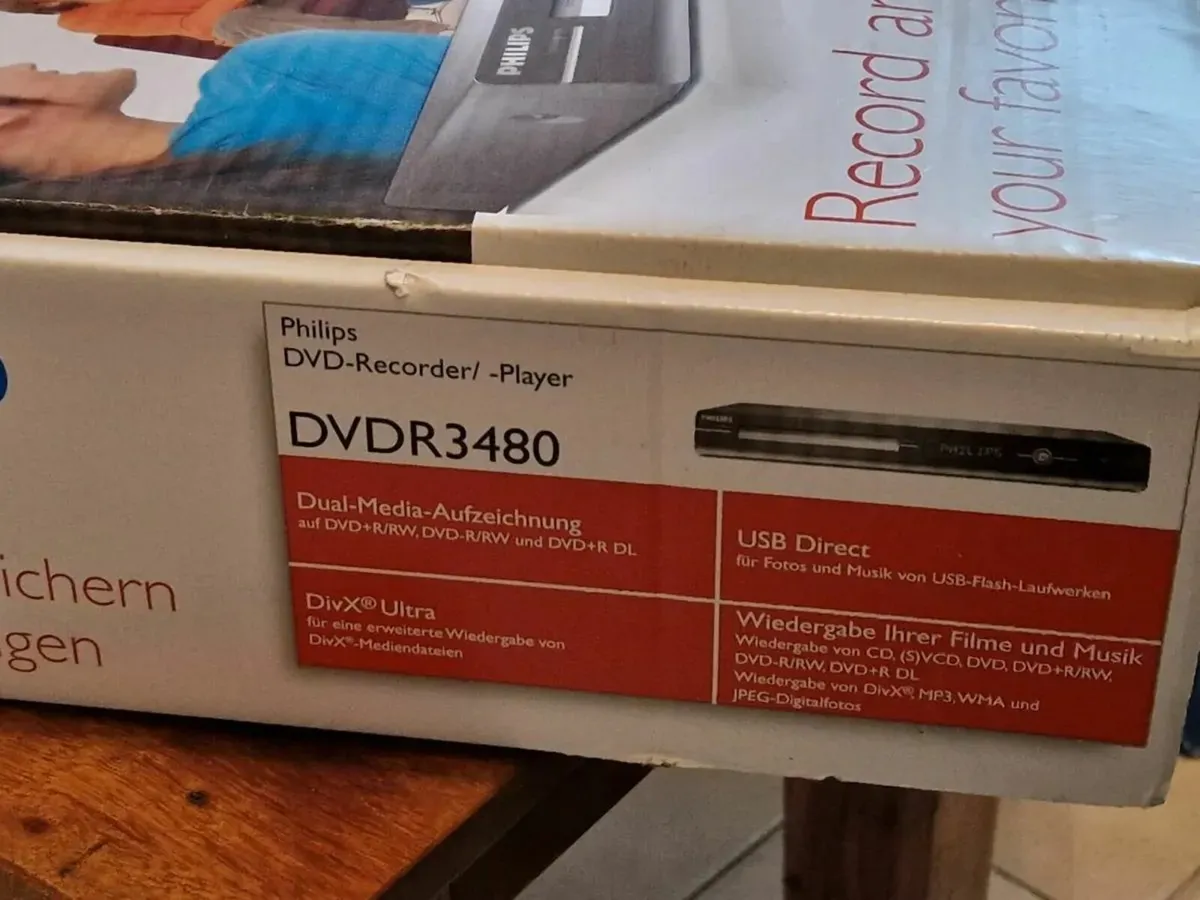 PHILIPS
Record
your
Philips
DVD-Recorder/ -Player
DVDR3480
PHILIPS
PHILIPS
Dual-Media-Aufzeichnung
auf DVD+R/RW, DVD-R/RW und DVD+R DL
USB Direct
für Fotos und Musik von USB-Flash-Laufwerken
DivX® Ultra
für eine erweiterte Wiedergabe von
DivX®-Mediendateien
Wiedergabe Ihrer Filme und Musik
Wiedergabe von CD, (S)VCD, DVD, DVD+R/RW,
DVD-R/RW, DVD+R DL
Wiedergabe von DivX®, MP3, WMA und
JPEG-Digitalfotos
ichern
gen